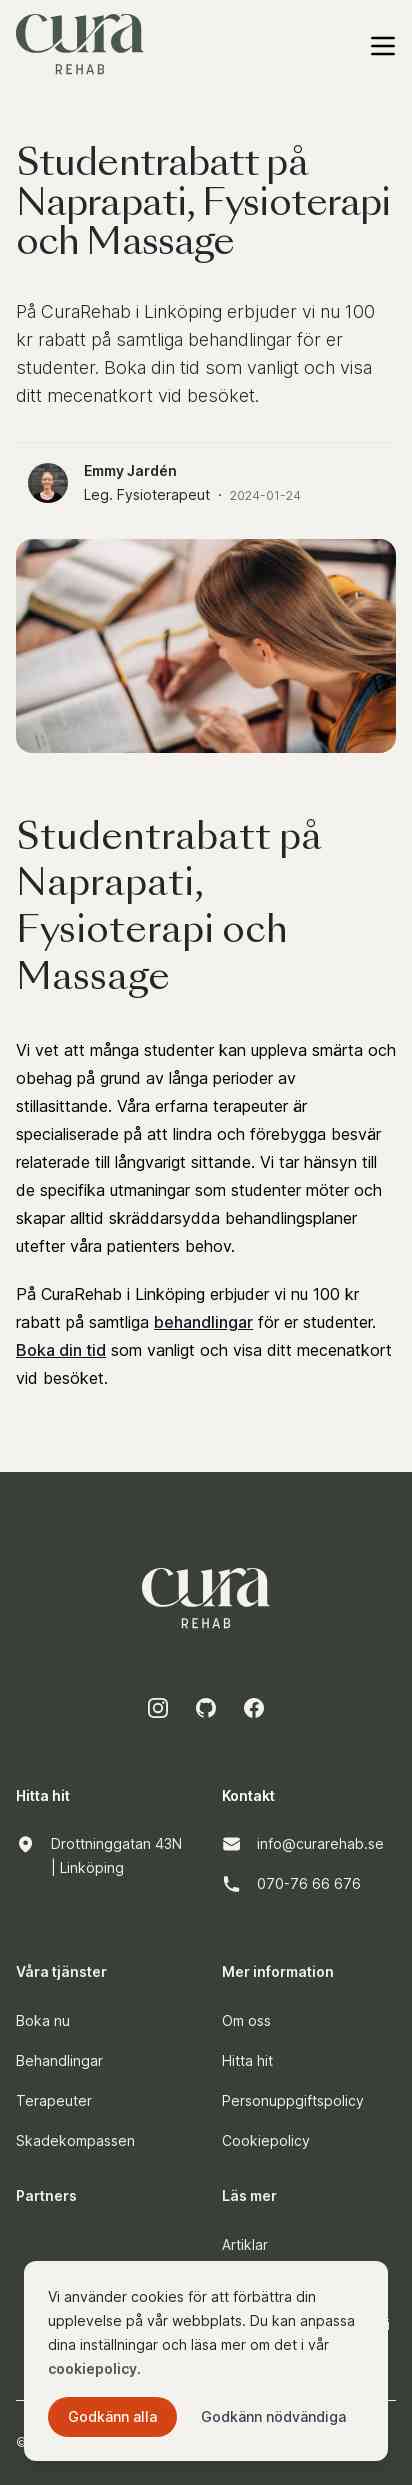 cura
REHAB
Studentrabatt på
Naprapati, Fysioterapi
och Massage
På CuraRehab i Linköping erbjuder vi nu 100
kr rabatt på samtliga behandlingar för er
studenter. Boka din tid som vanligt och visa
ditt mecenatkort vid besöket.
Emmy Jardén
Leg. Fysioterapeut · 2024-01-24
Studentrabatt på
Naprapati,
Fysioterapi och
Massage
Vi vet att många studenter kan uppleva smärta och
obehag på grund av långa perioder av
stillasittande. Våra erfarna terapeuter är
specialiserade på att lindra och förebygga besvär
relaterade till långvarigt sittande. Vi tar hänsyn till
de specifika utmaningar som studenter möter och
skapar alltid skräddarsydda behandlingsplaner
utefter våra patienters behov.
På CuraRehab i Linköping erbjuder vi nu 100 kr
rabatt på samtliga behandlingar för er studenter.
Boka din tid som vanligt och visa ditt mecenatkort
vid besöket.
cura
REHAB
Hitta hit
Drottninggatan 43N
| Linköping
Kontakt
info@curarehab.se
070-76 66 676
Våra tjänster
Boka nu
Behandlingar
Terapeuter
Skadekompassen
Mer information
Om oss
Hitta hit
Personuppgiftspolicy
Cookiepolicy
Partners
Läs mer
Artiklar
Vi använder cookies för att förbättra din
upplevelse på vår webbplats. Du kan anpassa
dina inställningar och läsa mer om det i vår
cookiepolicy.
Godkänn alla
Godkänn nödvändiga
©